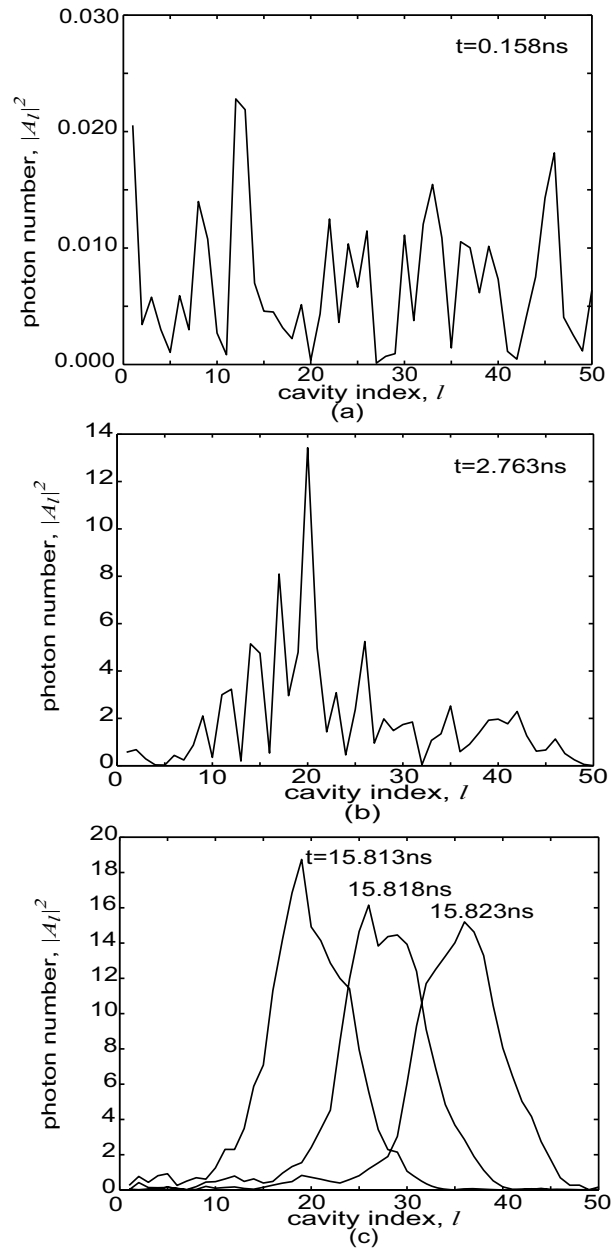 0.030
t=0.158ns
0.020
photon number, |A_l|^2
0.010
0.000
0 10 20 30 40 50
cavity index, l
(a)
14
t=2.763ns
12
10
photon number, |A_l|^2
8
6
4
2
0
0 10 20 30 40 50
cavity index, l
(b)
20
t=15.813ns
18
15.818ns
16
15.823ns
14
photon number, |A_l|^2
12
10
8
6
4
2
0
0 10 20 30 40 50
cavity index, l
(c)